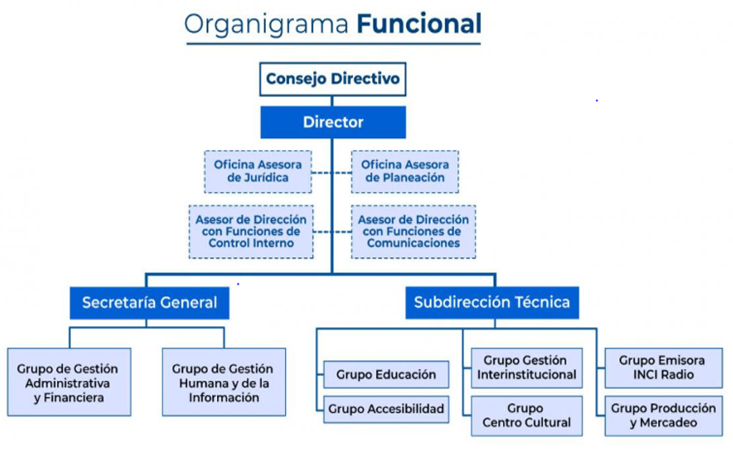 Organigrama Funcional
Consejo Directivo
Director
Oficina Asesora
de Jurídica
Oficina Asesora
de Planeación
Asesor de Dirección
con Funciones de
Control Interno
Asesor de Dirección
con Funciones de
Comunicaciones
Secretaría General
Subdirección Técnica
Grupo de Gestión
Administrativa
y Financiera
Grupo de Gestión
Humana y de la
Información
Grupo Educación
Grupo Accesibilidad
Grupo Gestión
Interinstitucional
Grupo
Centro Cultural
Grupo Emisora
INCI Radio
Grupo Producción
y Mercadeo